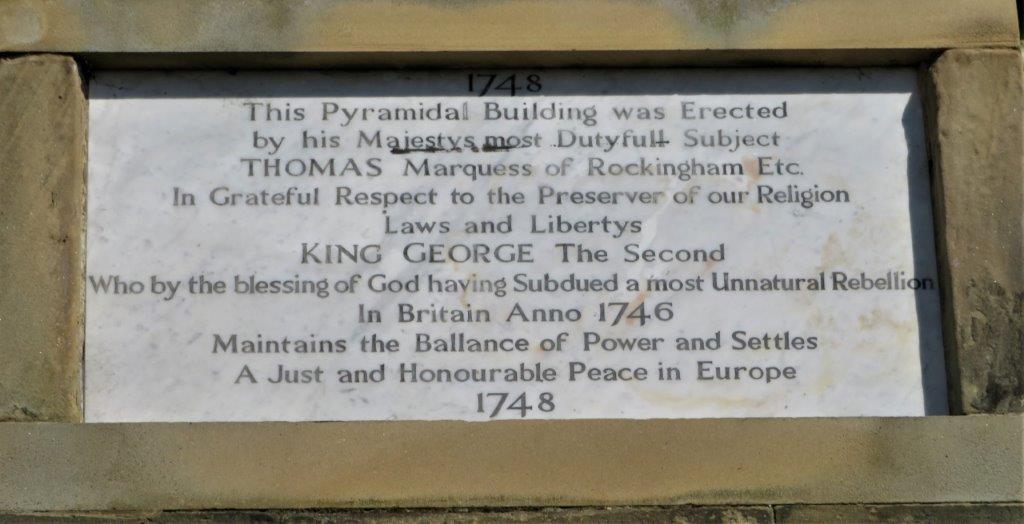 1748
This Pyramidal Building was Erected
by his Majestys most Dutyfull Subject
THOMAS Marquess of Rockingham Etc.
In Grateful Respect to the Preserver of our Religion
Laws and Libertys
KING GEORGE The Second
Who by the blessing of God having Subdued a most Unnatural Rebellion
In Britain Anno 1746
Maintains the Ballance of Power and Settles
A Just and Honourable Peace in Europe
1748